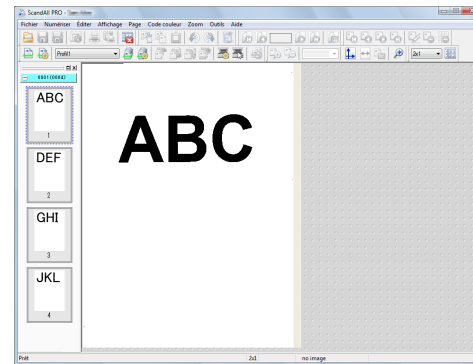 ScandAll PRO -
Fichier Numériser Éditer Affichage Page Code couleur Zoom Outils Aide
Profil1 2x1
0001(0004)
ABC
1
DEF
2
GHI
3
JKL
4
ABC
Prêt 2x1 no image